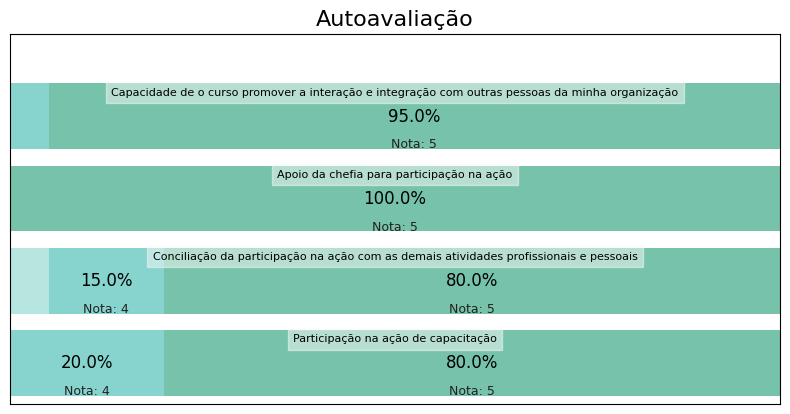 Autoavaliação
Capacidade de o curso promover a interação e integração com outras pessoas da minha organização
95.0%
Nota: 5
Apoio da chefia para participação na ação
100.0%
Nota: 5
Conciliação da participação na ação com as demais atividades profissionais e pessoais
15.0% 80.0%
Nota: 4 Nota: 5
Participação na ação de capacitação
20.0% 80.0%
Nota: 4 Nota: 5